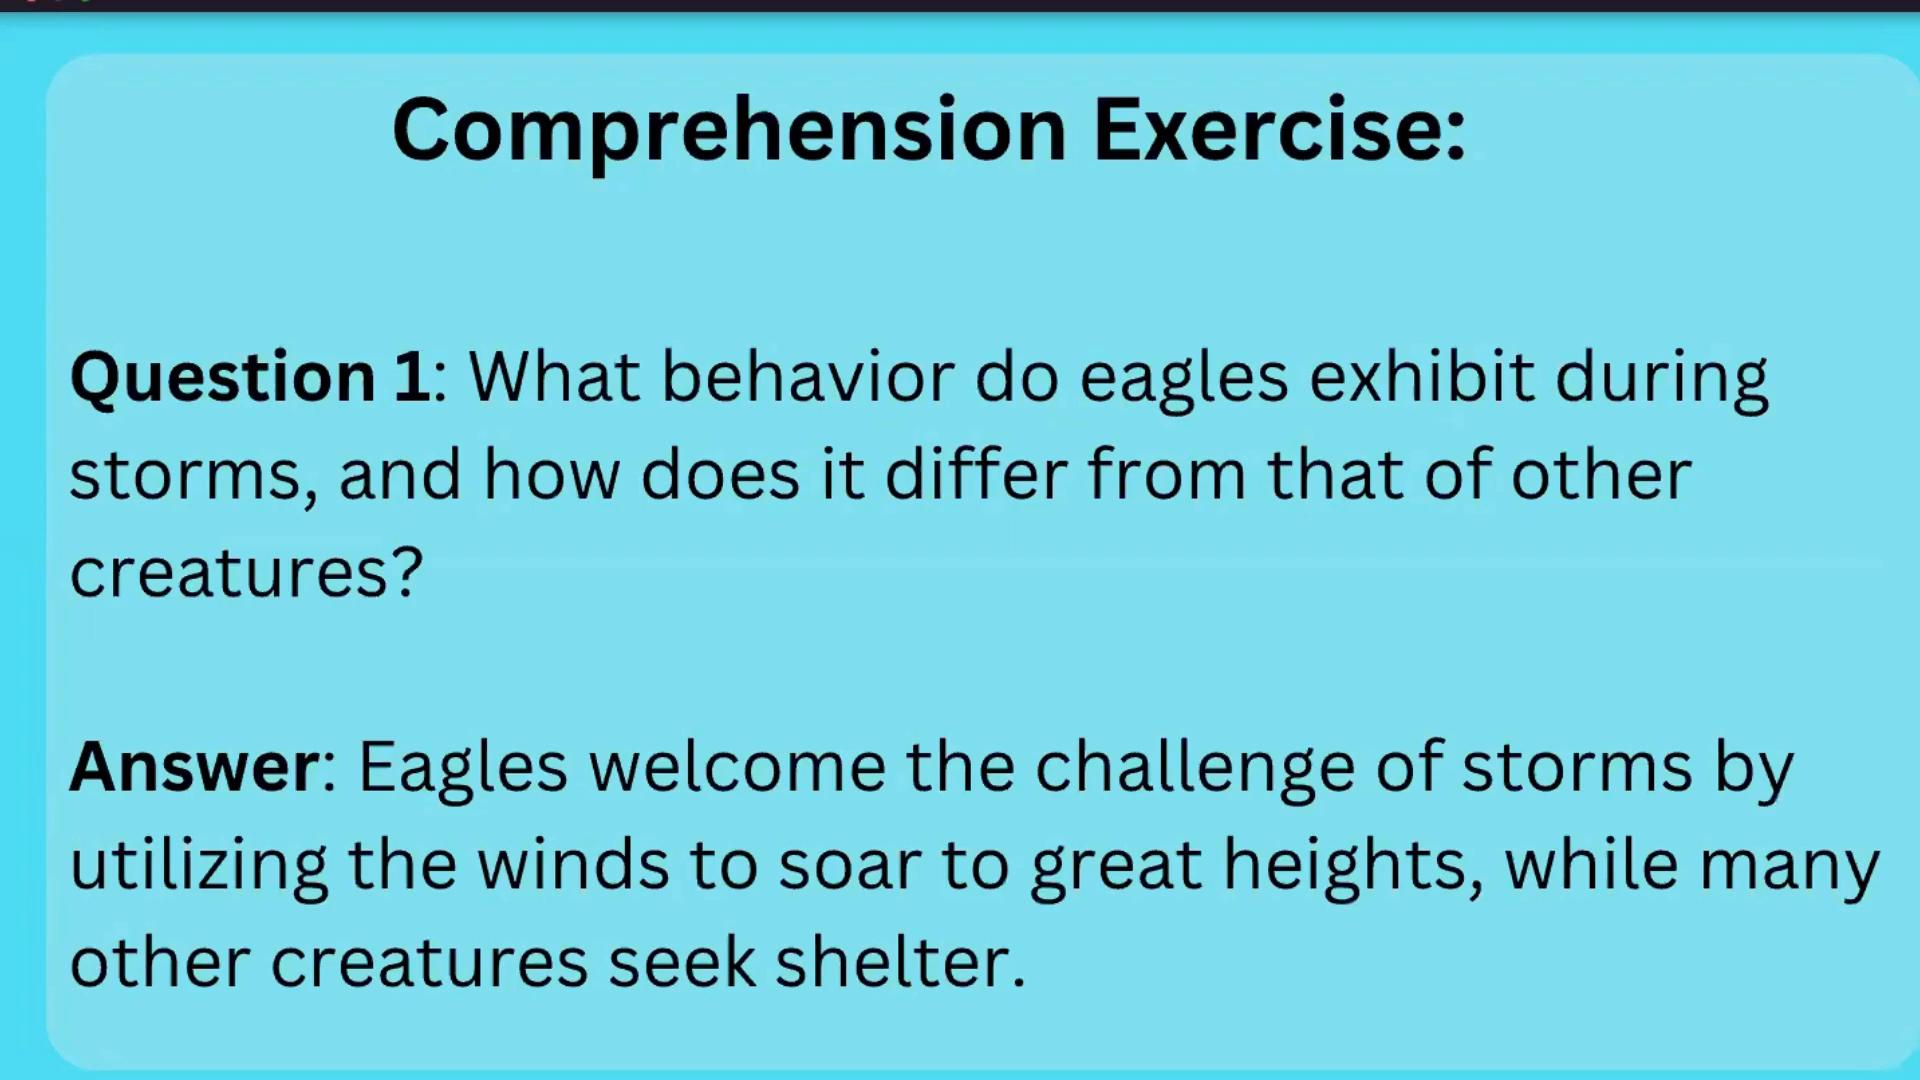 Comprehension Exercise:
Question 1: What behavior do eagles exhibit during
storms, and how does it differ from that of other
creatures?
Answer: Eagles welcome the challenge of storms by
utilizing the winds to soar to great heights, while many
other creatures seek shelter.